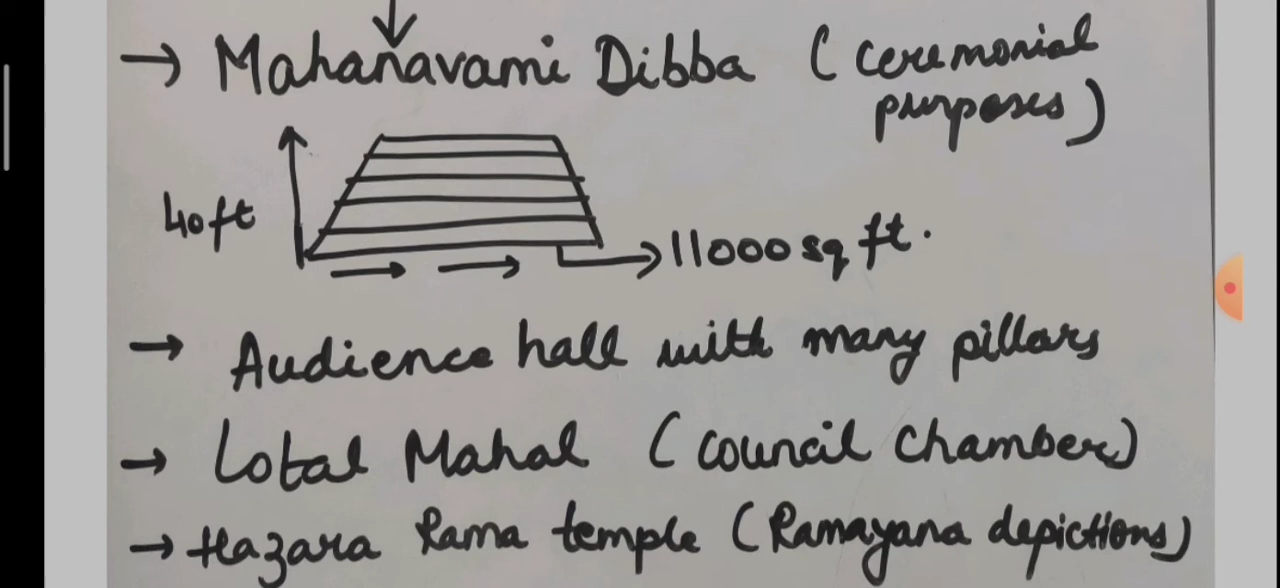 → Mahanavami Dibba (ceremonial
purposes)
40ft
→ 11000 sq ft.
→ Audience hall with many pillars
→ Lotal Mahal (council chamber)
→ Hazara Rama temple (Ramayana depictions)